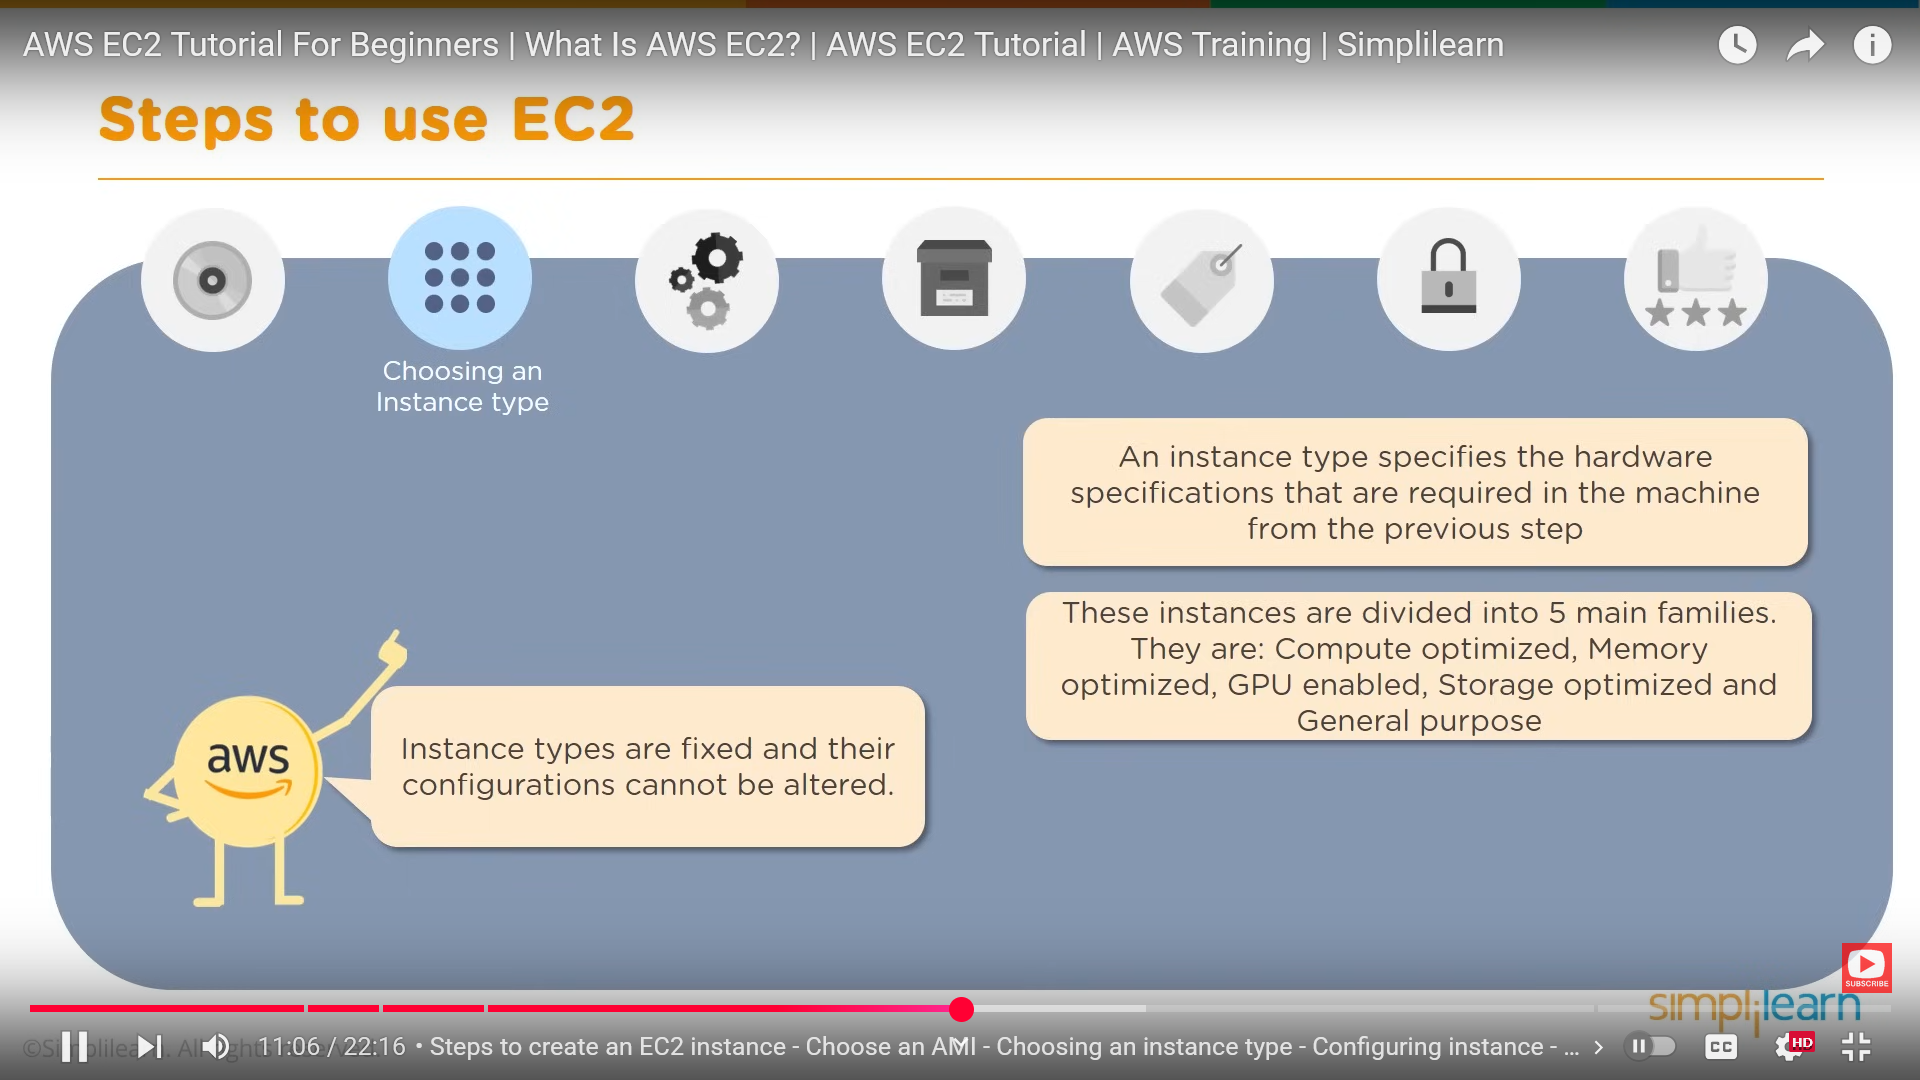 AWS EC2 Tutorial For Beginners | What Is AWS EC2? | AWS EC2 Tutorial | AWS Training | Simplilearn
Steps to use EC2
Choosing an
Instance type
An instance type specifies the hardware
specifications that are required in the machine
from the previous step
These instances are divided into 5 main families.
They are: Compute optimized, Memory
optimized, GPU enabled, Storage optimized and
General purpose
aws
Instance types are fixed and their
configurations cannot be altered.
SUBSCRIBE
simplilearn
11:06 / 22:16 • Steps to create an EC2 instance - Choose an AMI - Choosing an instance type - Configuring instance - ...
CC
HD